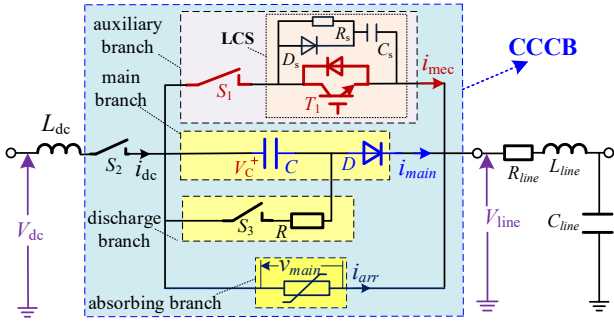 auxiliary
branch
LCS
R_s
D_s
C_s
S_1
T_1
i_mec
CCCB
main
branch
L_dc
S_2
i_dc
V_C
+
C
D
i_main
R_line
L_line
V_dc
discharge
branch
S_3
R
V_line
C_line
v_main
i_arr
absorbing branch